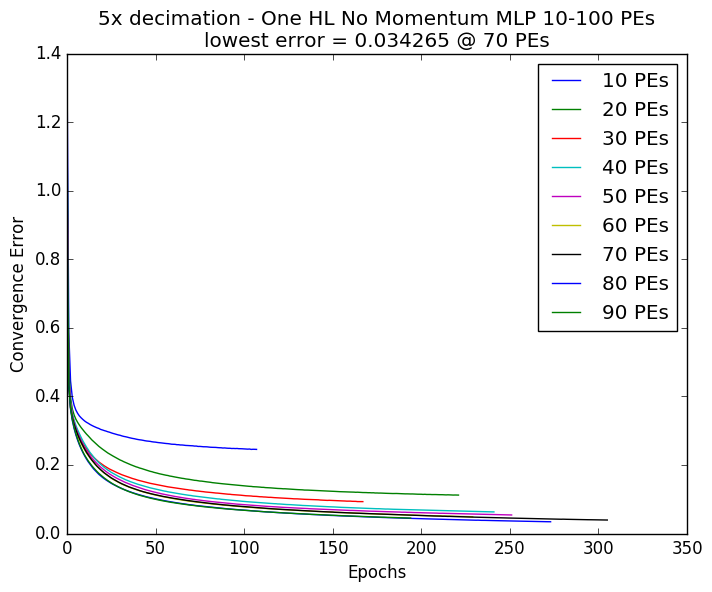 5x decimation - One HL No Momentum MLP 10-100 PEs
lowest error = 0.034265 @ 70 PEs
1.4
1.2
1.0
0.8
0.6
0.4
0.2
0.0
Convergence Error
10 PEs
20 PEs
30 PEs
40 PEs
50 PEs
60 PEs
70 PEs
80 PEs
90 PEs
0
50
100
150
200
250
300
350
Epochs